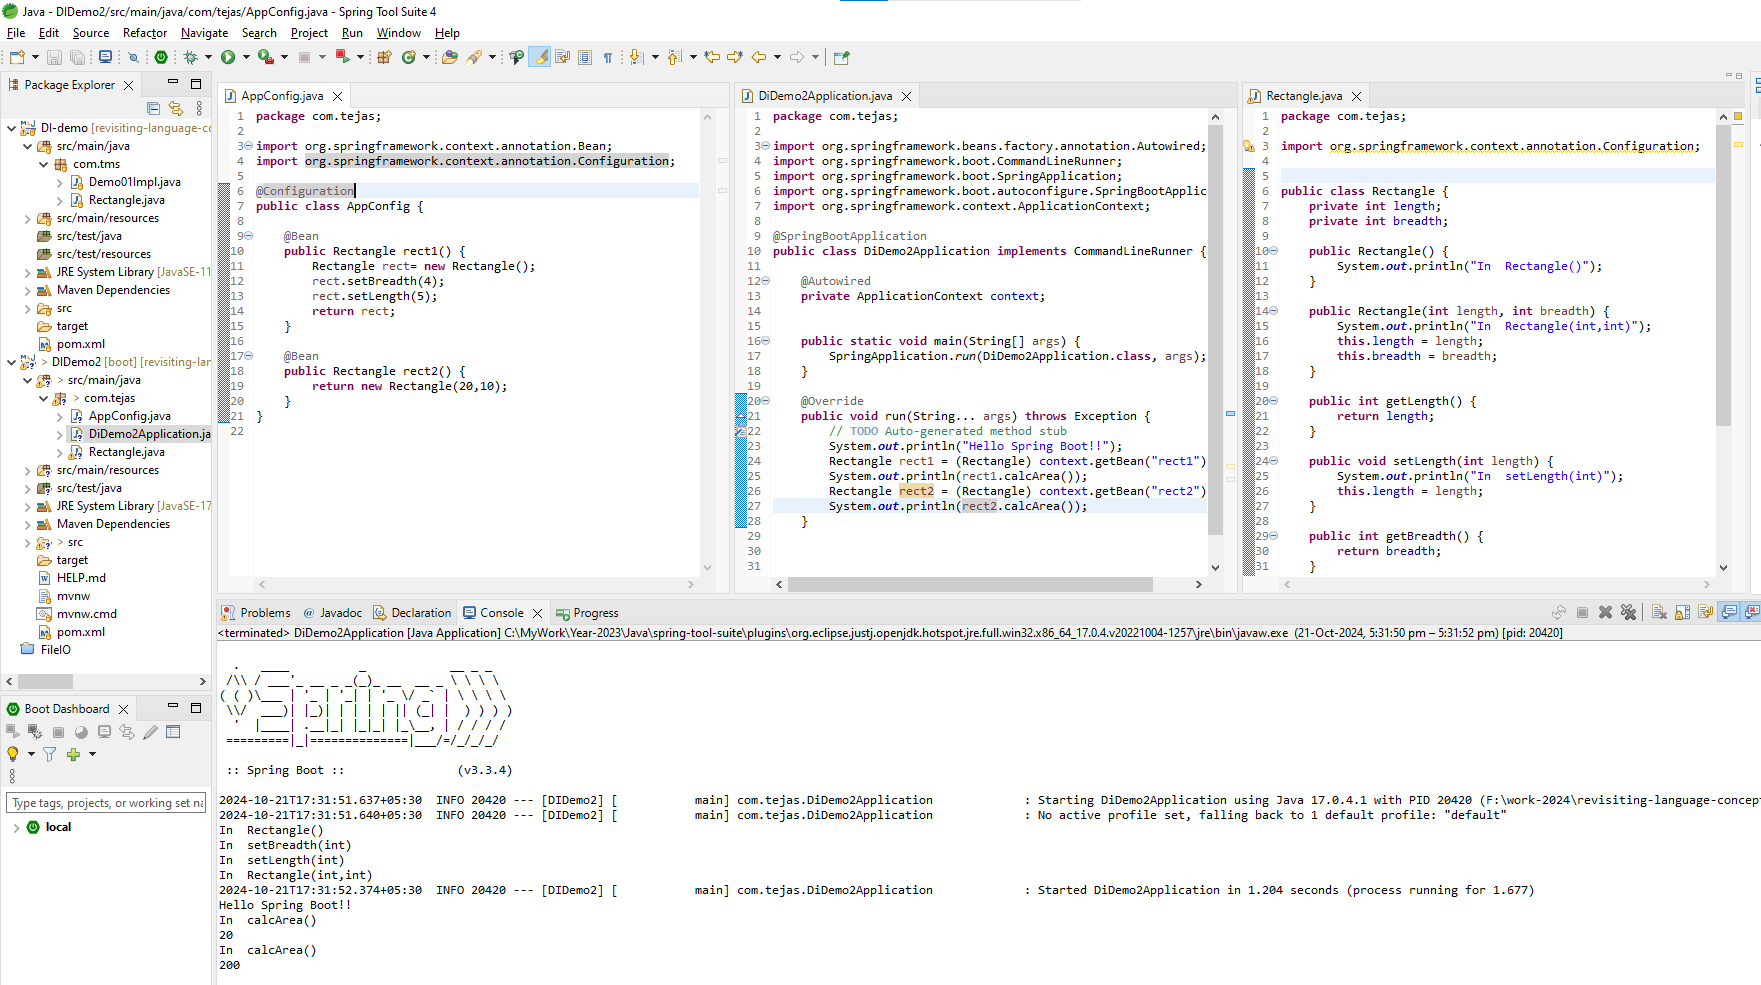 Java - DIDemo2/src/main/java/com/tejas/AppConfig.java - Spring Tool Suite 4
File Edit Source Refactor Navigate Search Project Run Window Help
Package Explorer
DI-demo [revisiting-language-co
src/main/java
com.tms
Demo01Impl.java
Rectangle.java
src/main/resources
src/test/java
src/test/resources
JRE System Library [JavaSE-11
Maven Dependencies
src
target
pom.xml
> DIDemo2 [boot] [revisiting-lar
> src/main/java
> com.tejas
AppConfig.java
DiDemo2Application.ja
Rectangle.java
src/main/resources
src/test/java
JRE System Library [JavaSE-17
Maven Dependencies
> src
target
HELP.md
mvnw
mvnw.cmd
pom.xml
FileIO
Boot Dashboard
Type tags, projects, or working set na
local
AppConfig.java
1 package com.tejas;
2
3 import org.springframework.context.annotation.Bean;
4 import org.springframework.context.annotation.Configuration;
5
6 @Configuration
7 public class AppConfig {
8
9 @Bean
10 public Rectangle rect1() {
11 Rectangle rect= new Rectangle();
12 rect.setBreadth(4);
13 rect.setLength(5);
14 return rect;
15 }
16
17 @Bean
18 public Rectangle rect2() {
19 return new Rectangle(20,10);
20 }
21 }
22
DiDemo2Application.java
1 package com.tejas;
2
3 import org.springframework.beans.factory.annotation.Autowired;
4 import org.springframework.boot.CommandLineRunner;
5 import org.springframework.boot.SpringApplication;
6 import org.springframework.boot.autoconfigure.SpringBootApplic
7 import org.springframework.context.ApplicationContext;
8
9 @SpringBootApplication
10 public class DiDemo2Application implements CommandLineRunner {
11
12 @Autowired
13 private ApplicationContext context;
14
15
16 public static void main(String[] args) {
17 SpringApplication.run(DiDemo2Application.class, args);
18 }
19
20 @Override
21 public void run(String... args) throws Exception {
22 // TODO Auto-generated method stub
23 System.out.println("Hello Spring Boot!!");
24 Rectangle rect1 = (Rectangle) context.getBean("rect1")
25 System.out.println(rect1.calcArea());
26 Rectangle rect2 = (Rectangle) context.getBean("rect2")
27 System.out.println(rect2.calcArea());
28 }
29
30
31
Rectangle.java
1 package com.tejas;
2
3 import org.springframework.context.annotation.Configuration;
4
5
6 public class Rectangle {
7 private int length;
8 private int breadth;
9
10 public Rectangle() {
11 System.out.println("In  Rectangle()");
12 }
13
14 public Rectangle(int length, int breadth) {
15 System.out.println("In  Rectangle(int,int)");
16 this.length = length;
17 this.breadth = breadth;
18 }
19
20 public int getLength() {
21 return length;
22 }
23
24 public void setLength(int length) {
25 System.out.println("In  setLength(int)");
26 this.length = length;
27 }
28
29 public int getBreadth() {
30 return breadth;
31 }
Problems @ Javadoc Declaration Console Progress
<terminated> DiDemo2Application [Java Application] C:\MyWork\Year-2023\Java\spring-tool-suite\plugins\org.eclipse.justj.openjdk.hotspot.jre.full.win32.x86_64_17.0.4.v20221004-1257\jre\bin\javaw.exe (21-Oct-2024, 5:31:50 pm – 5:31:52 pm) [pid: 20420]
  .   ____          _            __ _ _
 /\\ / ___'_ __ _ _(_)_ __  __ _ \ \ \ \
( ( )\___ | '_ | '_| | '_ \/ _` | \ \ \ \
 \\/  ___)| |_)| | | | | || (_| |  ) ) ) )
  '  |____| .__|_| |_|_| |_\__, | / / / /
 =========|_|==============|___/=/_/_/_/
:: Spring Boot :: (v3.3.4)
2024-10-21T17:31:51.637+05:30  INFO 20420 --- [DIDemo2] [ main] com.tejas.DiDemo2Application : Starting DiDemo2Application using Java 17.0.4.1 with PID 20420 (F:\work-2024\revisiting-language-concep
2024-10-21T17:31:51.640+05:30  INFO 20420 --- [DIDemo2] [ main] com.tejas.DiDemo2Application : No active profile set, falling back to 1 default profile: "default"
In  Rectangle()
In  setBreadth(int)
In  setLength(int)
In  Rectangle(int,int)
2024-10-21T17:31:52.374+05:30  INFO 20420 --- [DIDemo2] [ main] com.tejas.DiDemo2Application : Started DiDemo2Application in 1.204 seconds (process running for 1.677)
Hello Spring Boot!!
In  calcArea()
20
In  calcArea()
200